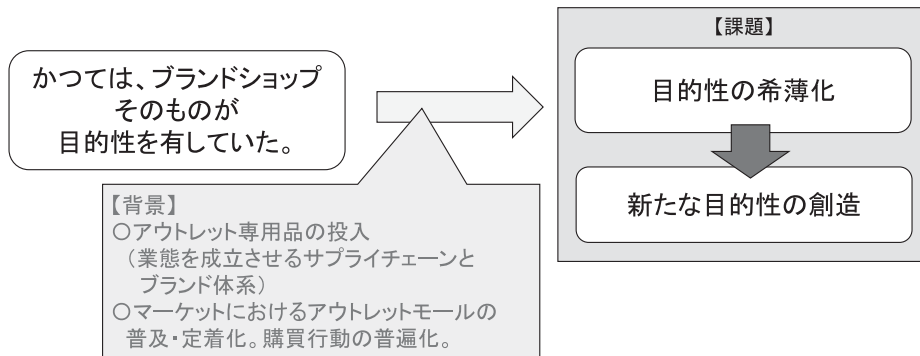 かつては、ブランドショップ
そのものが
目的性を有していた。
【背景】
○アウトレット専用品の投入
（業態を成立させるサプライチェーンと
ブランド体系）
○マーケットにおけるアウトレットモールの
普及・定着化。購買行動の普遍化。
【課題】
目的性の希薄化
新たな目的性の創造